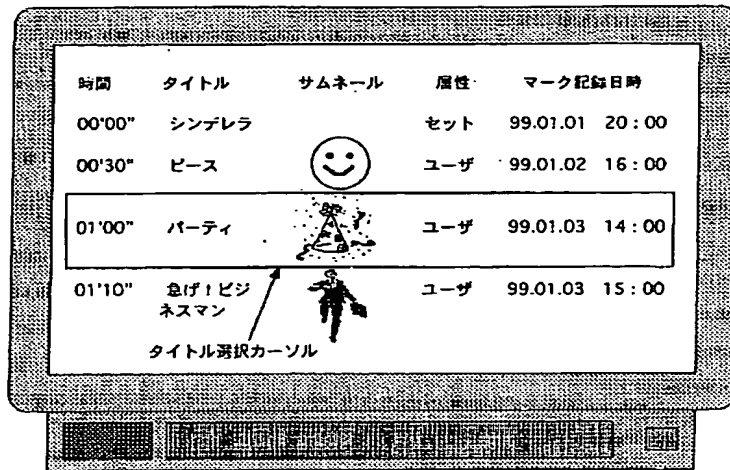 時間 タイトル サムネール 属性 マーク記録日時
00'00" シンデレラ セット 99.01.01 20:00
00'30" ピース ユーザ 99.01.02 16:00
01'00" パーティ ユーザ 99.01.03 14:00
01'10" 急げ!ビジ ユーザ 99.01.03 15:00
ネスマン
タイトル選択カーソル